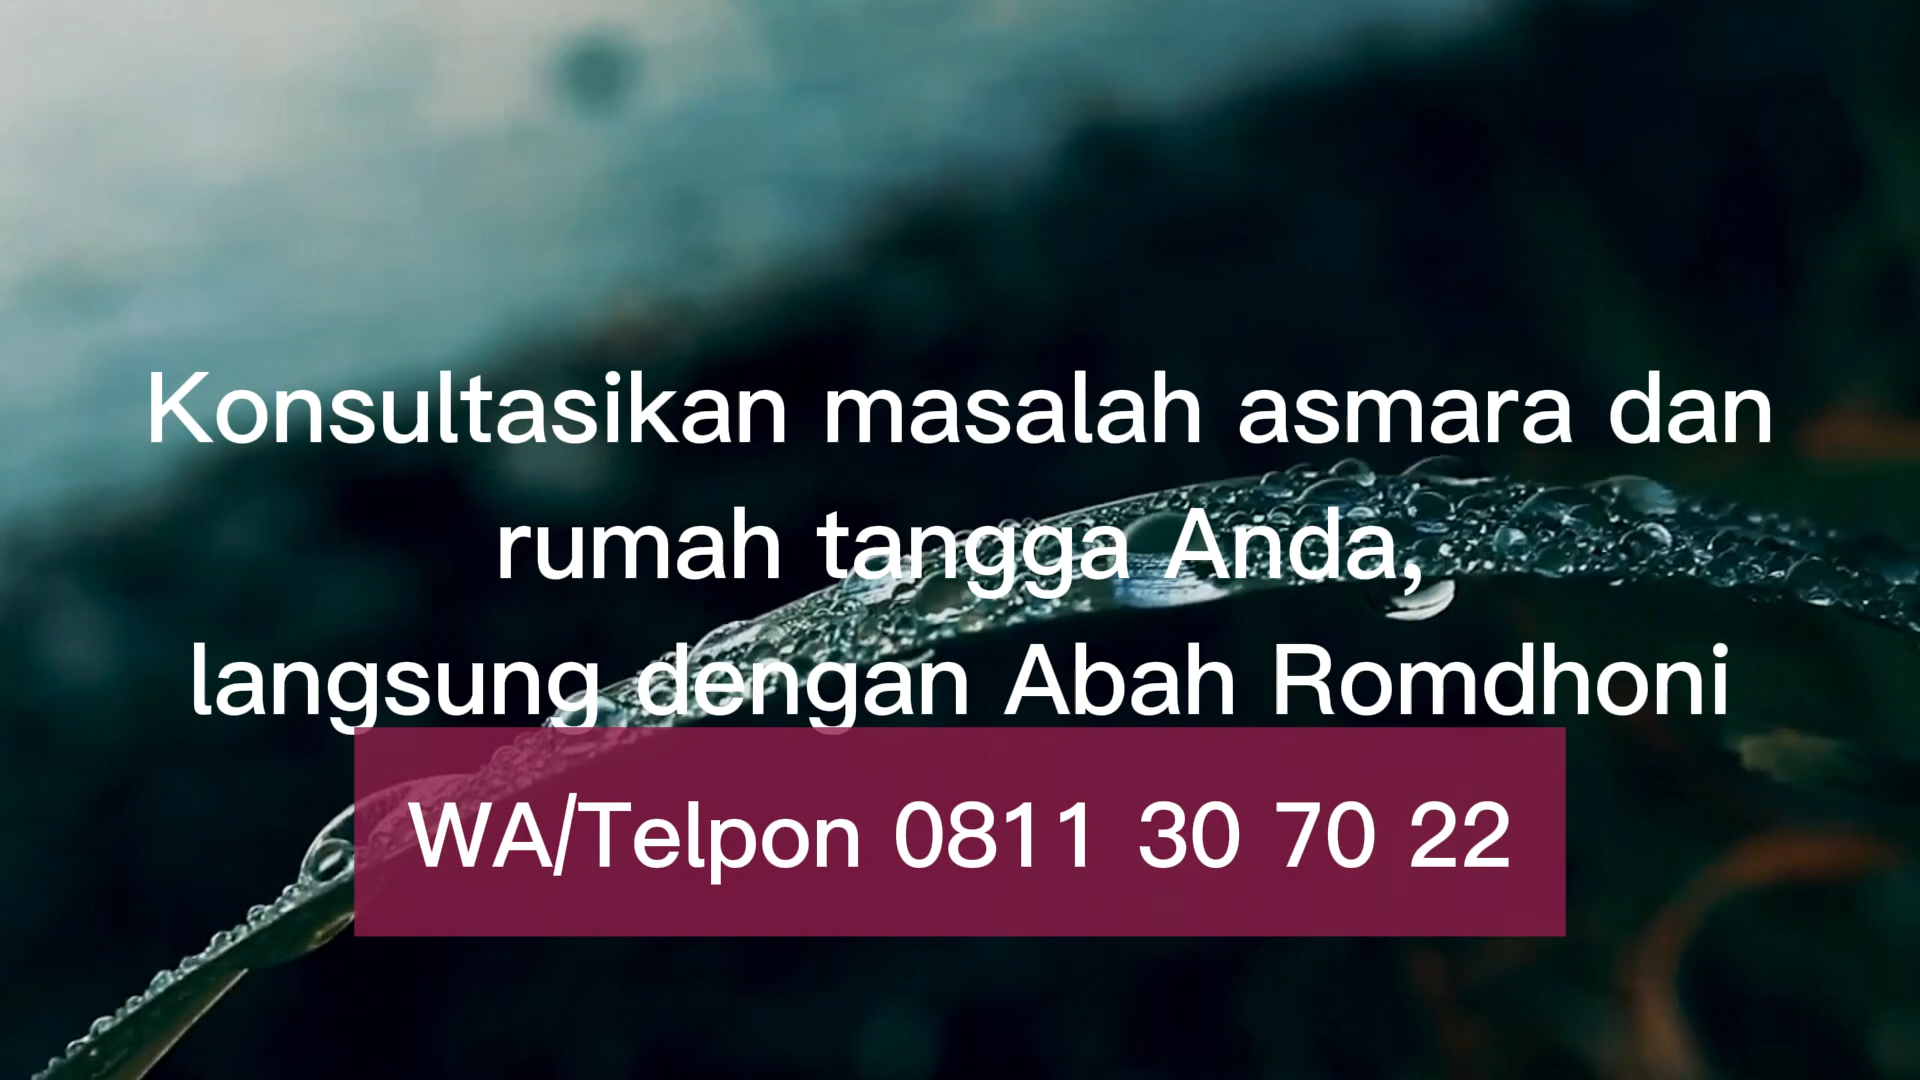 Konsultasikan masalah asmara dan
rumah tangga Anda,
langsung dengan Abah Romdhoni
WA/Telpon 0811 30 70 22